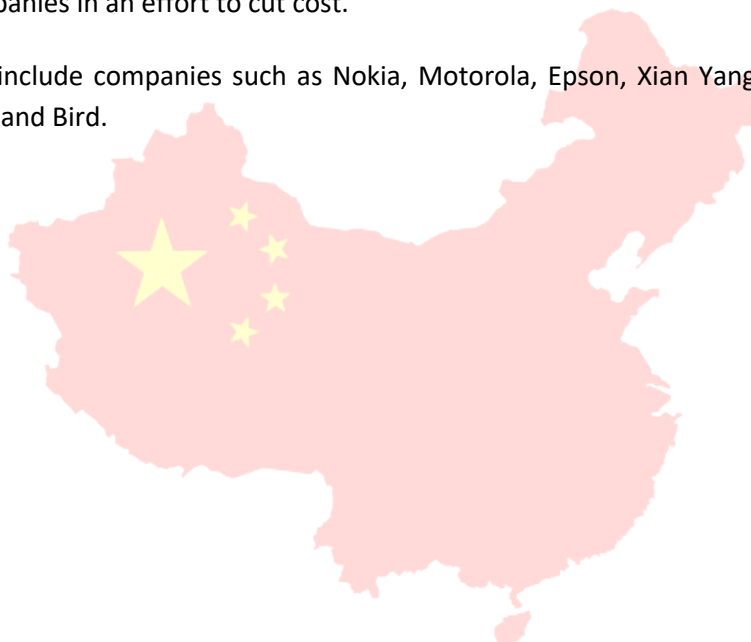 panies in an effort to cut cost.
include companies such as Nokia, Motorola, Epson, Xian Yang
and Bird.